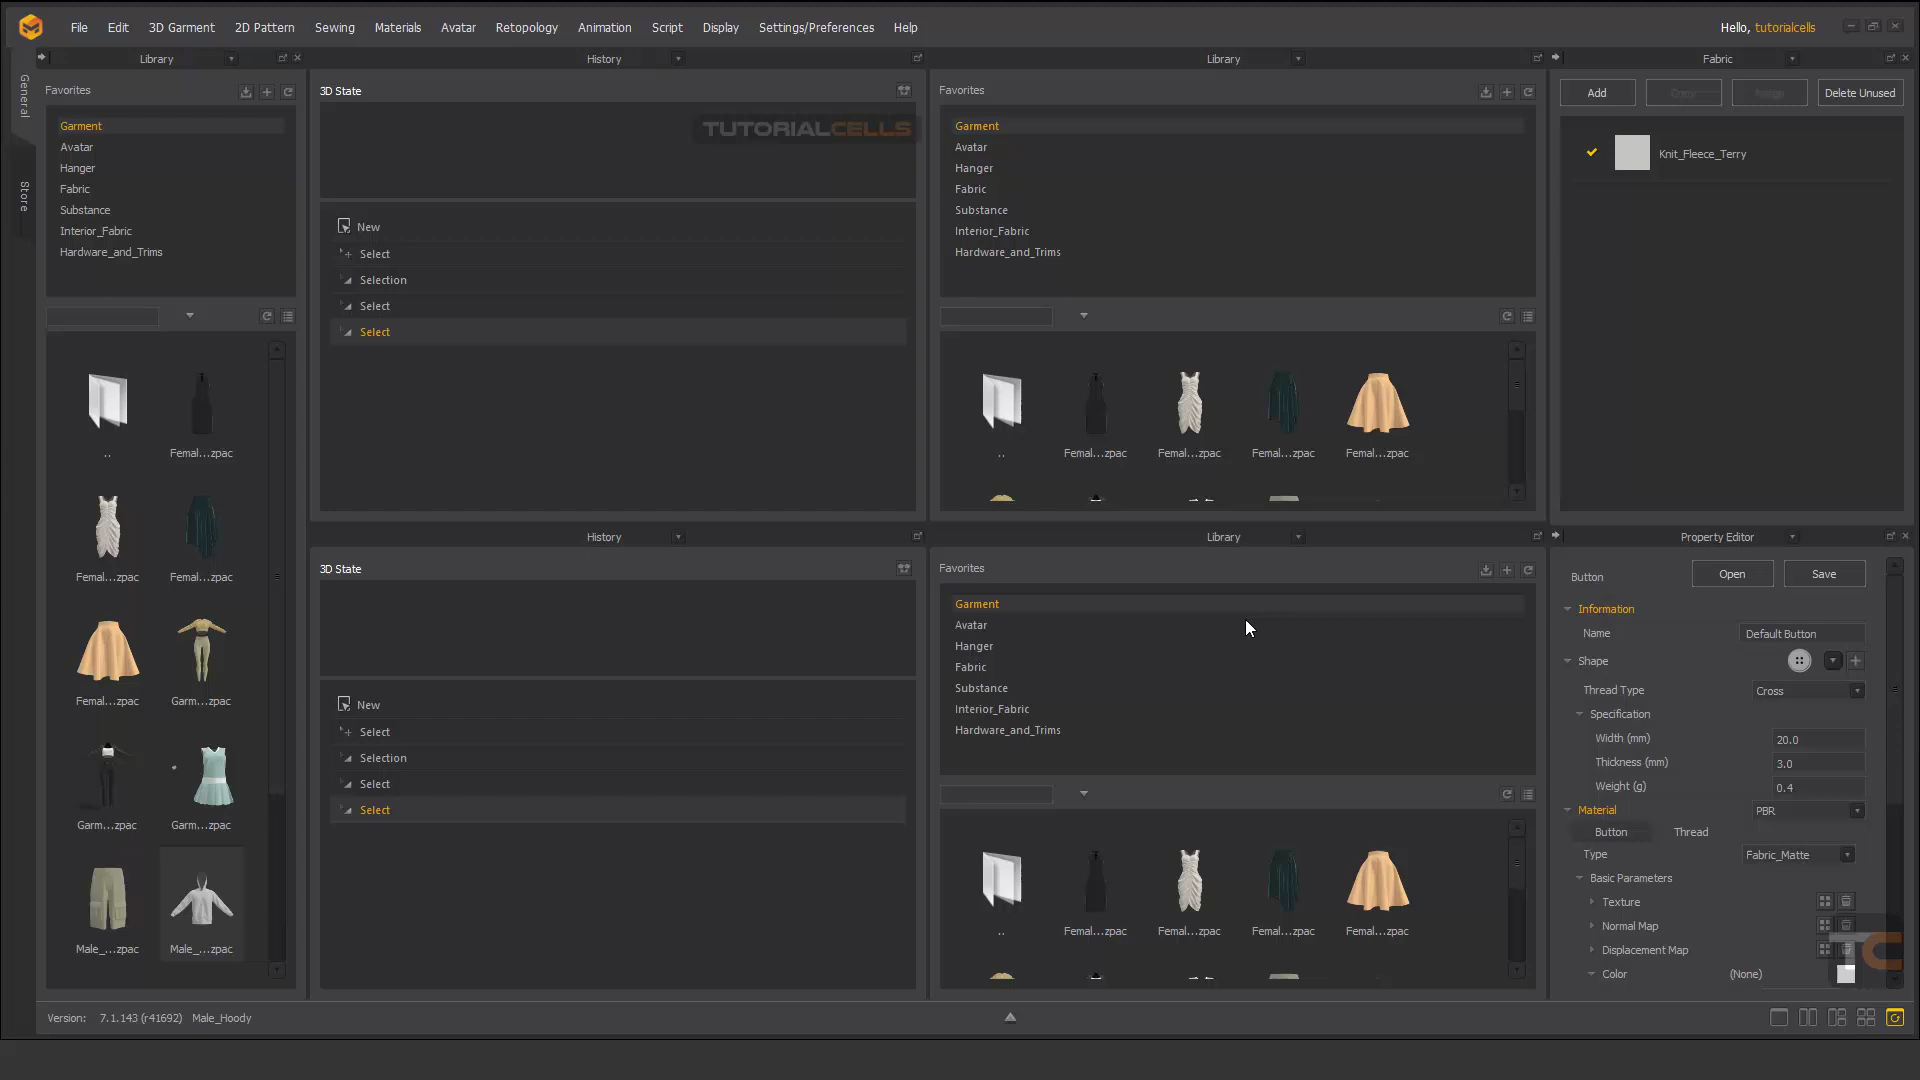 File Edit 3D Garment 2D Pattern Sewing Materials Avatar Retopology Animation Script Display Settings/Preferences Help
Hello, tutorialcells
General
Store
Library
Favorites
Garment
Avatar
Hanger
Fabric
Substance
Interior_Fabric
Hardware_and_Trims
..
Femal...zpac
Femal...zpac
Femal...zpac
Femal...zpac
Garm...zpac
Garm...zpac
Garm...zpac
Male_...zpac
Male_...zpac
History
3D State
TUTORIALCELLS
New
Select
Selection
Select
Select
Library
Favorites
Garment
Avatar
Hanger
Fabric
Substance
Interior_Fabric
Hardware_and_Trims
..
Femal...zpac
Femal...zpac
Femal...zpac
Femal...zpac
Fabric
Add Copy Assign Delete Unused
Knit_Fleece_Terry
History
3D State
New
Select
Selection
Select
Select
Library
Favorites
Garment
Avatar
Hanger
Fabric
Substance
Interior_Fabric
Hardware_and_Trims
..
Femal...zpac
Femal...zpac
Femal...zpac
Femal...zpac
Property Editor
Button Open Save
Information
Name Default Button
Shape
Thread Type Cross
Specification
Width (mm) 20.0
Thickness (mm) 3.0
Weight (g) 0.4
Material PBR
Button Thread
Type Fabric_Matte
Basic Parameters
Texture
Normal Map
Displacement Map
Color (None)
TC
Version: 7.1.143 (r41692) Male_Hoody